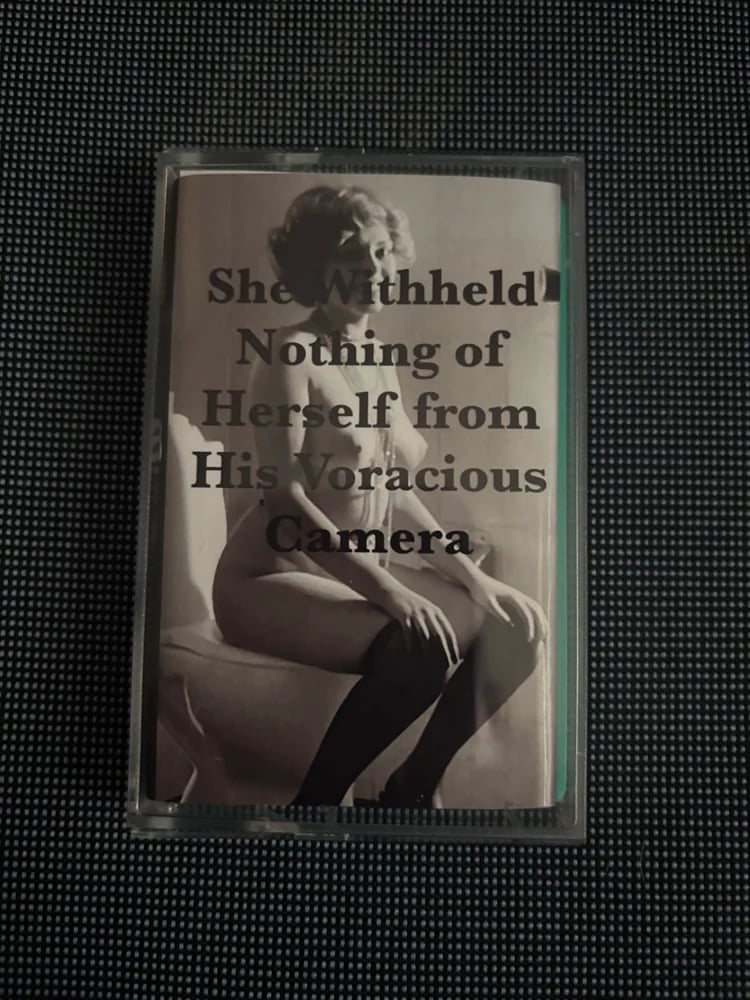 She Withheld
Nothing of
Herself from
His Voracious
Camera